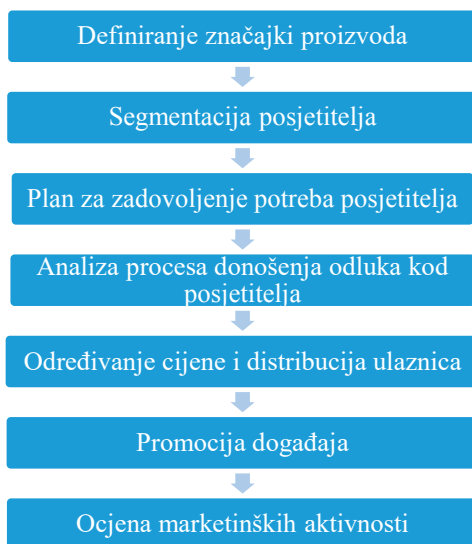 Definiranje značajki proizvoda
Segmentacija posjetitelja
Plan za zadovoljenje potreba posjetitelja
Analiza procesa donošenja odluka kod
posjetitelja
Određivanje cijene i distribucija ulaznica
Promocija događaja
Ocjena marketinških aktivnosti